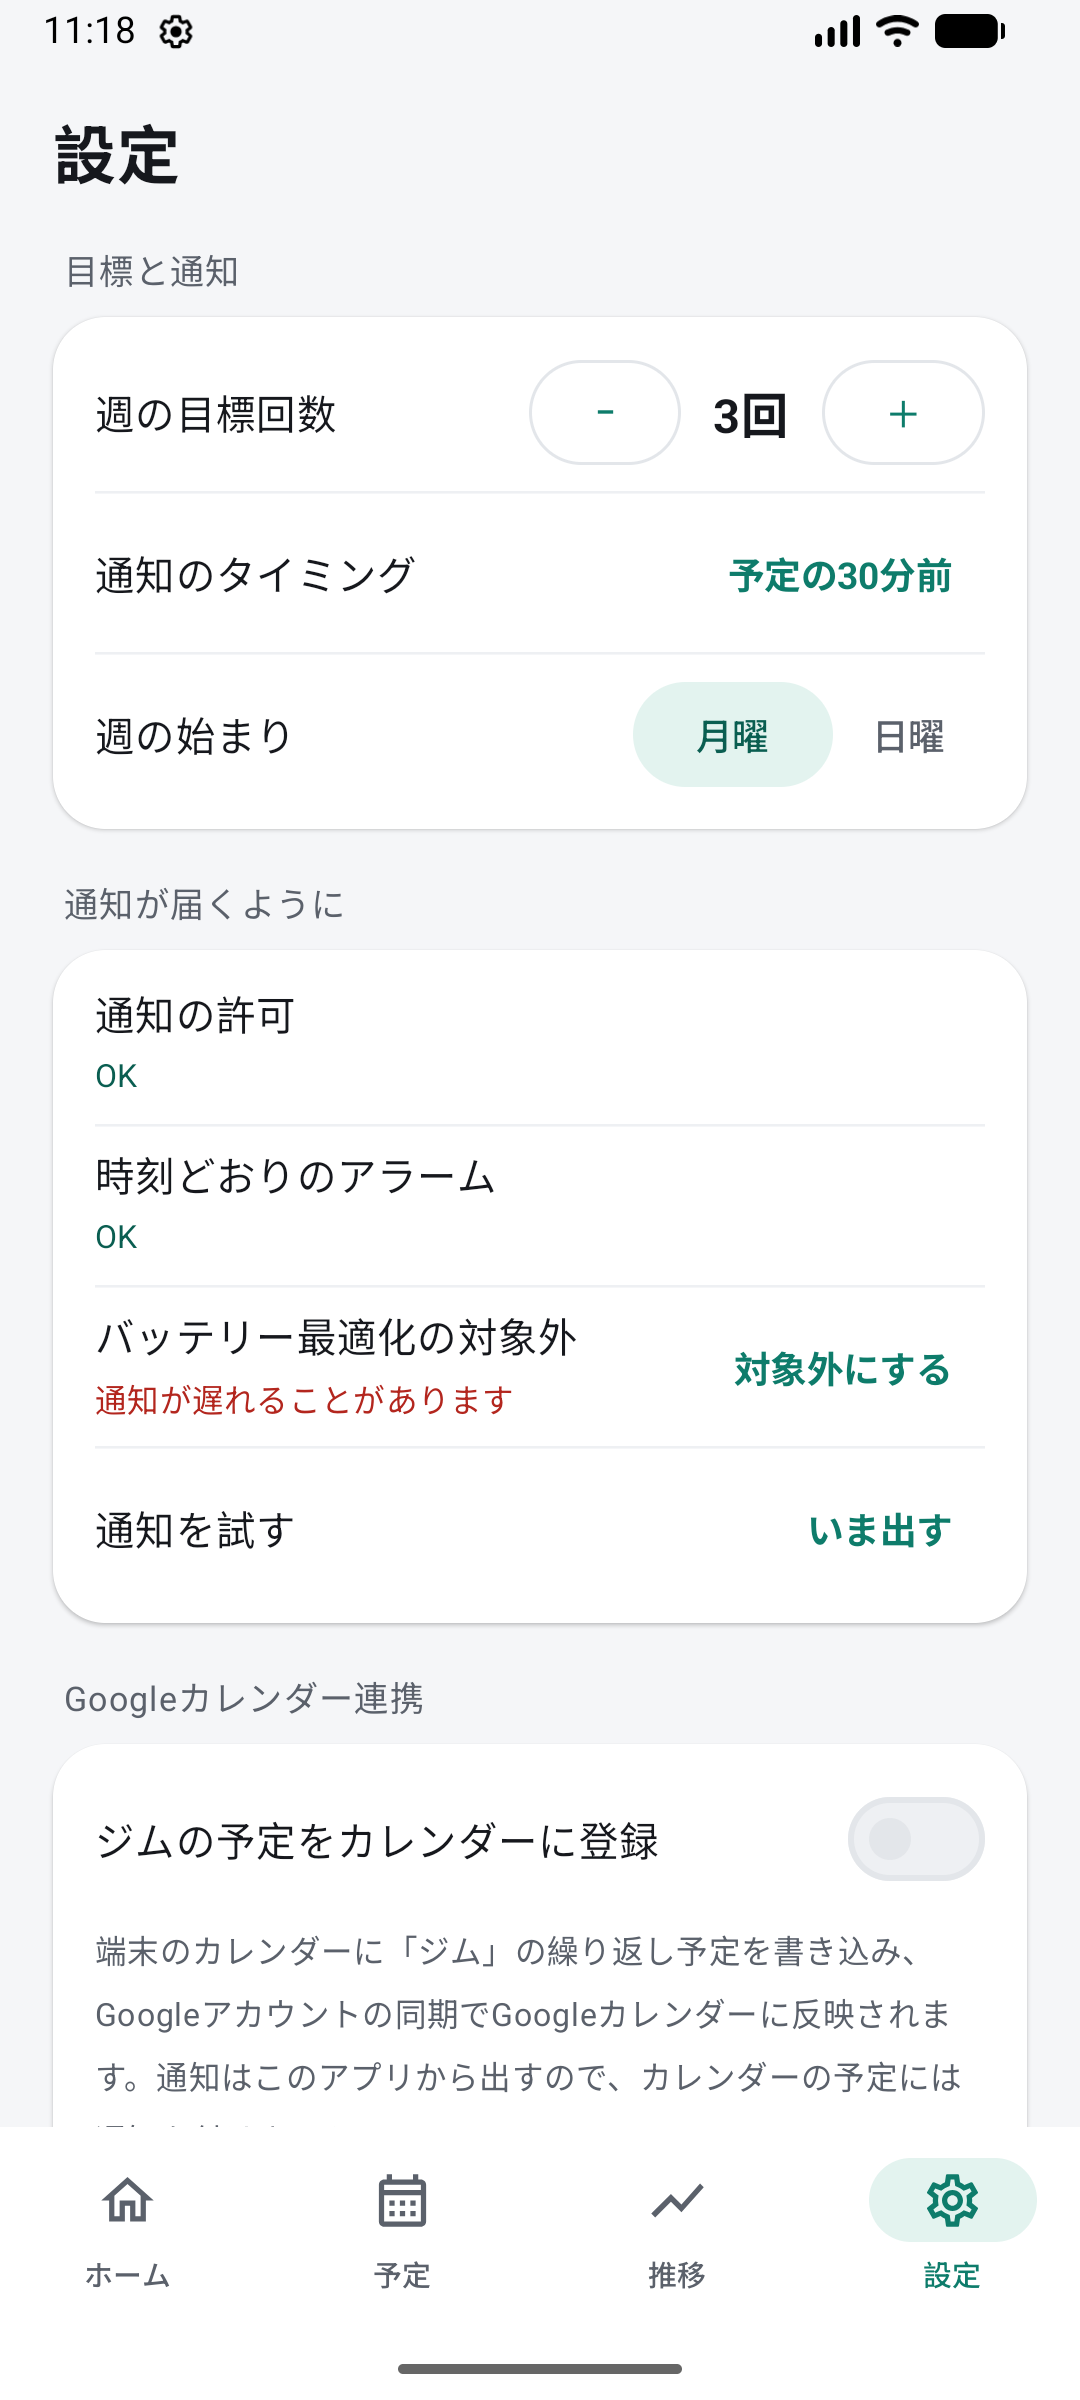 11:18
設定
目標と通知
週の目標回数
-
3回
+
通知のタイミング
予定の30分前
週の始まり
月曜
日曜
通知が届くように
通知の許可
OK
時刻どおりのアラーム
OK
バッテリー最適化の対象外
通知が遅れることがあります
対象外にする
通知を試す
いま出す
Googleカレンダー連携
ジムの予定をカレンダーに登録
端末のカレンダーに「ジム」の繰り返し予定を書き込み、
Googleアカウントの同期でGoogleカレンダーに反映されま
す。通知はこのアプリから出すので、カレンダーの予定には
ホーム
予定
推移
設定